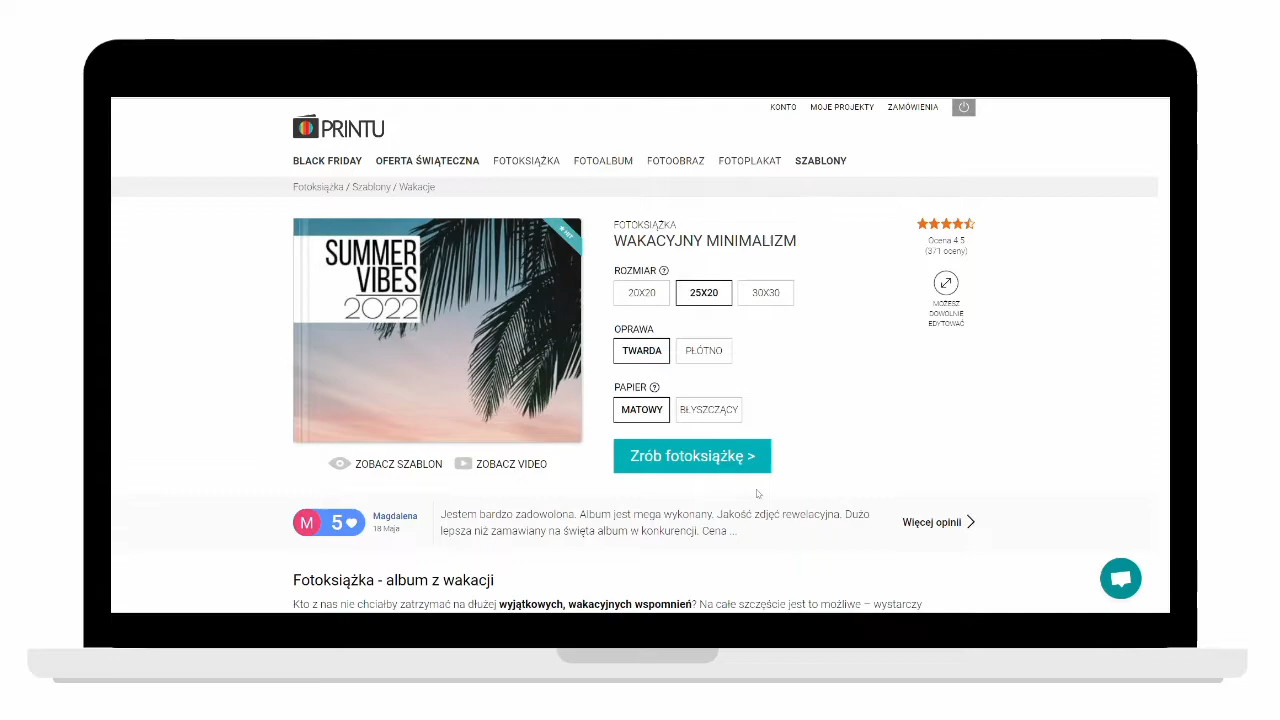 KONTO MOJE PROJEKTY ZAMÓWIENIA
PRINTU
BLACK FRIDAY OFERTA ŚWIĄTECZNA FOTOKSIĄŻKA FOTOALBUM FOTOOBRAZ FOTOPLAKAT SZABLONY
Fotoksiążka / Szablony / Wakacje
HIT
SUMMER
VIBES
2022
ZOBACZ SZABLON ZOBACZ VIDEO
FOTOKSIĄŻKA
WAKACYJNY MINIMALIZM
ROZMIAR ?
20X20 25X20 30X30
OPRAWA
TWARDA PŁÓTNO
PAPIER ?
MATOWY BŁYSZCZĄCY
Zrób fotoksiążkę >
Ocena 4.5
(371 oceny)
MOŻESZ
DOWOLNIE
EDYTOWAĆ
M 5 Magdalena
18 Maja
Jestem bardzo zadowolona. Album jest mega wykonany. Jakość zdjęć rewelacyjna. Dużo
lepsza niż zamawiany na święta album w konkurencji. Cena ...
Więcej opinii
Fotoksiążka - album z wakacji
Kto z nas nie chciałby zatrzymać na dłużej wyjątkowych, wakacyjnych wspomnień? Na całe szczęście jest to możliwe – wystarczy